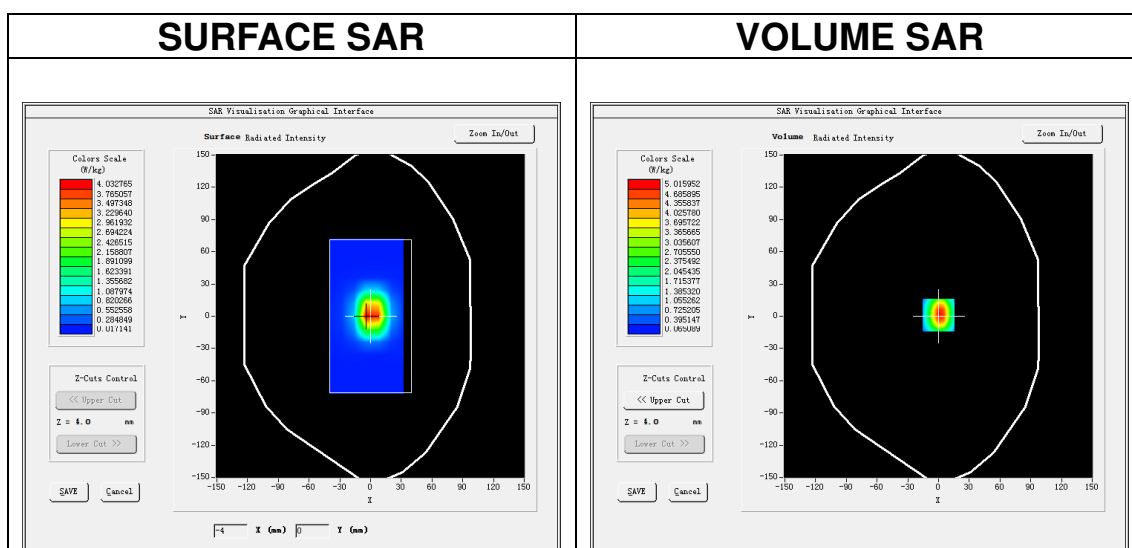 SURFACE SAR
VOLUME SAR
SAR Visualisation Graphical Interface
Surface Radiated Intensity
Zoom In/Out
Colors Scale
(W/kg)
4.032765
3.765057
3.497348
3.229640
2.961932
2.694224
2.426515
2.158807
1.891099
1.623391
1.355682
1.087974
0.820266
0.552558
0.284849
0.017141
Z-Cuts Control
<< Upper Cut
Z = 4.0 mm
Lower Cut >>
SAVE
Cancel
150
120
90
60
30
0
-30
-60
-90
-120
-150
Y
-150 -120 -90 -60 -30 0 30 60 90 120 150
X
-4 X (mm) 0 Y (mm)
SAR Visualisation Graphical Interface
Volume Radiated Intensity
Zoom In/Out
Colors Scale
(W/kg)
5.015952
4.685895
4.355837
4.025780
3.695722
3.365665
3.035607
2.705550
2.375492
2.045435
1.715377
1.385320
1.055262
0.725205
0.395147
0.065089
Z-Cuts Control
<< Upper Cut
Z = 4.0 mm
Lower Cut >>
SAVE
Cancel
150
120
90
60
30
0
-30
-60
-90
-120
-150
Y
-150 -120 -90 -60 -30 0 30 60 90 120 150
X